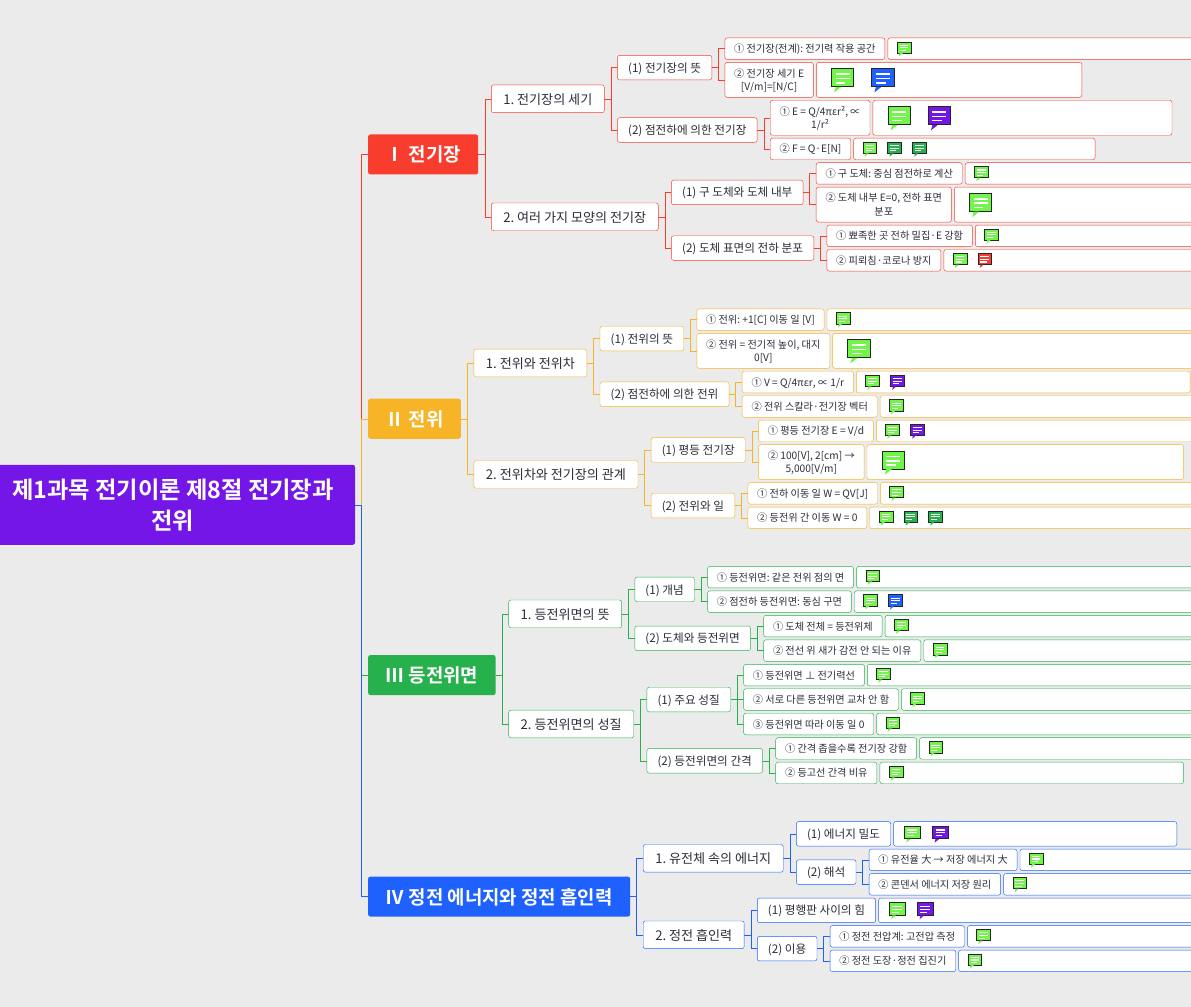 제1과목 전기이론 제8절 전기장과
전위
Ⅰ 전기장
1. 전기장의 세기
(1) 전기장의 뜻
① 전기장(전계): 전기력 작용 공간
② 전기장 세기 E
[V/m]=[N/C]
(2) 점전하에 의한 전기장
① E = Q/4πεr², ∝
1/r²
② F = Q·E[N]
2. 여러 가지 모양의 전기장
(1) 구 도체와 도체 내부
① 구 도체: 중심 점전하로 계산
② 도체 내부 E=0, 전하 표면
분포
(2) 도체 표면의 전하 분포
① 뾰족한 곳 전하 밀집·E 강함
② 피뢰침·코로나 방지
Ⅱ 전위
1. 전위와 전위차
(1) 전위의 뜻
① 전위: +1[C] 이동 일 [V]
② 전위 = 전기적 높이, 대지
0[V]
(2) 점전하에 의한 전위
① V = Q/4πεr, ∝ 1/r
② 전위 스칼라·전기장 벡터
2. 전위차와 전기장의 관계
(1) 평등 전기장
① 평등 전기장 E = V/d
② 100[V], 2[cm] →
5,000[V/m]
(2) 전위와 일
① 전하 이동 일 W = QV[J]
② 등전위 간 이동 W = 0
Ⅲ 등전위면
1. 등전위면의 뜻
(1) 개념
① 등전위면: 같은 전위 점의 면
② 점전하 등전위면: 동심 구면
(2) 도체와 등전위면
① 도체 전체 = 등전위체
② 전선 위 새가 감전 안 되는 이유
2. 등전위면의 성질
(1) 주요 성질
① 등전위면 ⊥ 전기력선
② 서로 다른 등전위면 교차 안 함
③ 등전위면 따라 이동 일 0
(2) 등전위면의 간격
① 간격 좁을수록 전기장 강함
② 등고선 간격 비유
Ⅳ 정전 에너지와 정전 흡인력
1. 유전체 속의 에너지
(1) 에너지 밀도
(2) 해석
① 유전율 大 → 저장 에너지 大
② 콘덴서 에너지 저장 원리
2. 정전 흡인력
(1) 평행판 사이의 힘
(2) 이용
① 정전 전압계: 고전압 측정
② 정전 도장·정전 집진기